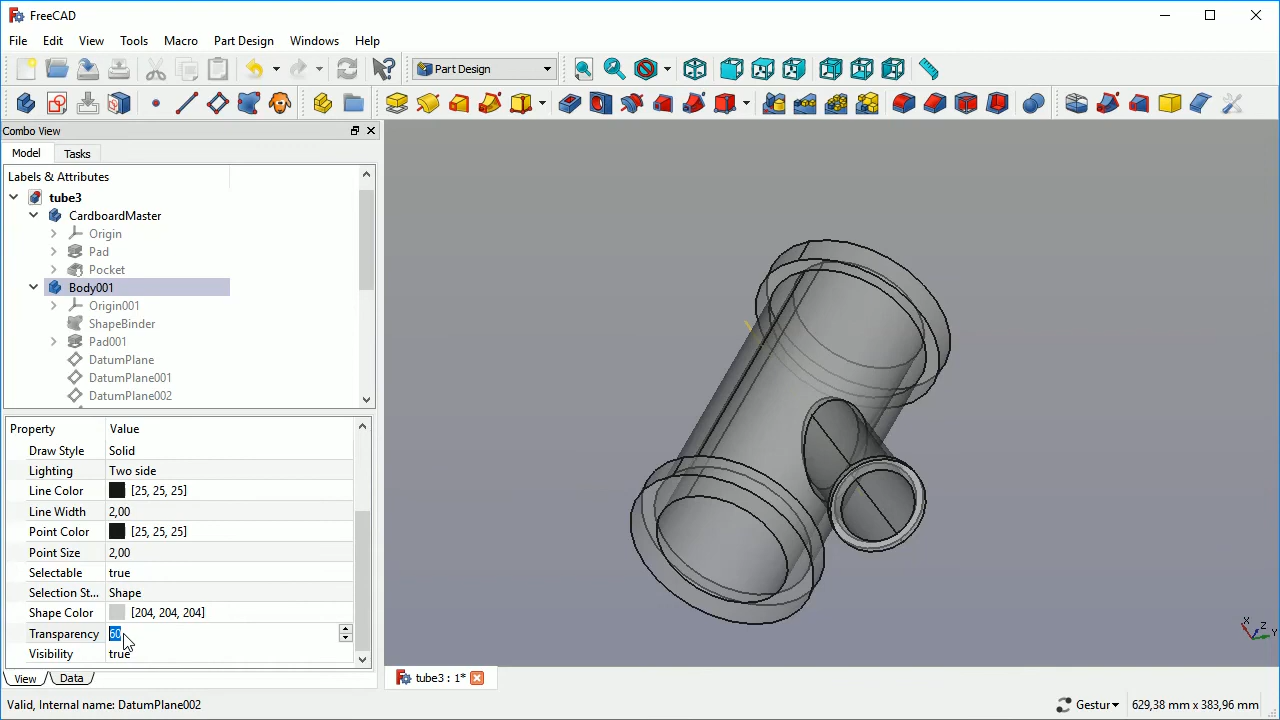 FreeCAD
File Edit View Tools Macro Part Design Windows Help
Part Design
Combo View
Model Tasks
Labels & Attributes
tube3
CardboardMaster
Origin
Pad
Pocket
Body001
Origin001
ShapeBinder
Pad001
DatumPlane
DatumPlane001
DatumPlane002
Property Value
Draw Style Solid
Lighting Two side
Line Color [25, 25, 25]
Line Width 2,00
Point Color [25, 25, 25]
Point Size 2,00
Selectable true
Selection St... Shape
Shape Color [204, 204, 204]
Transparency 60
Visibility true
View Data
tube3 : 1*
X Z Y
Valid, Internal name: DatumPlane002
Gestur 629,38 mm x 383,96 mm